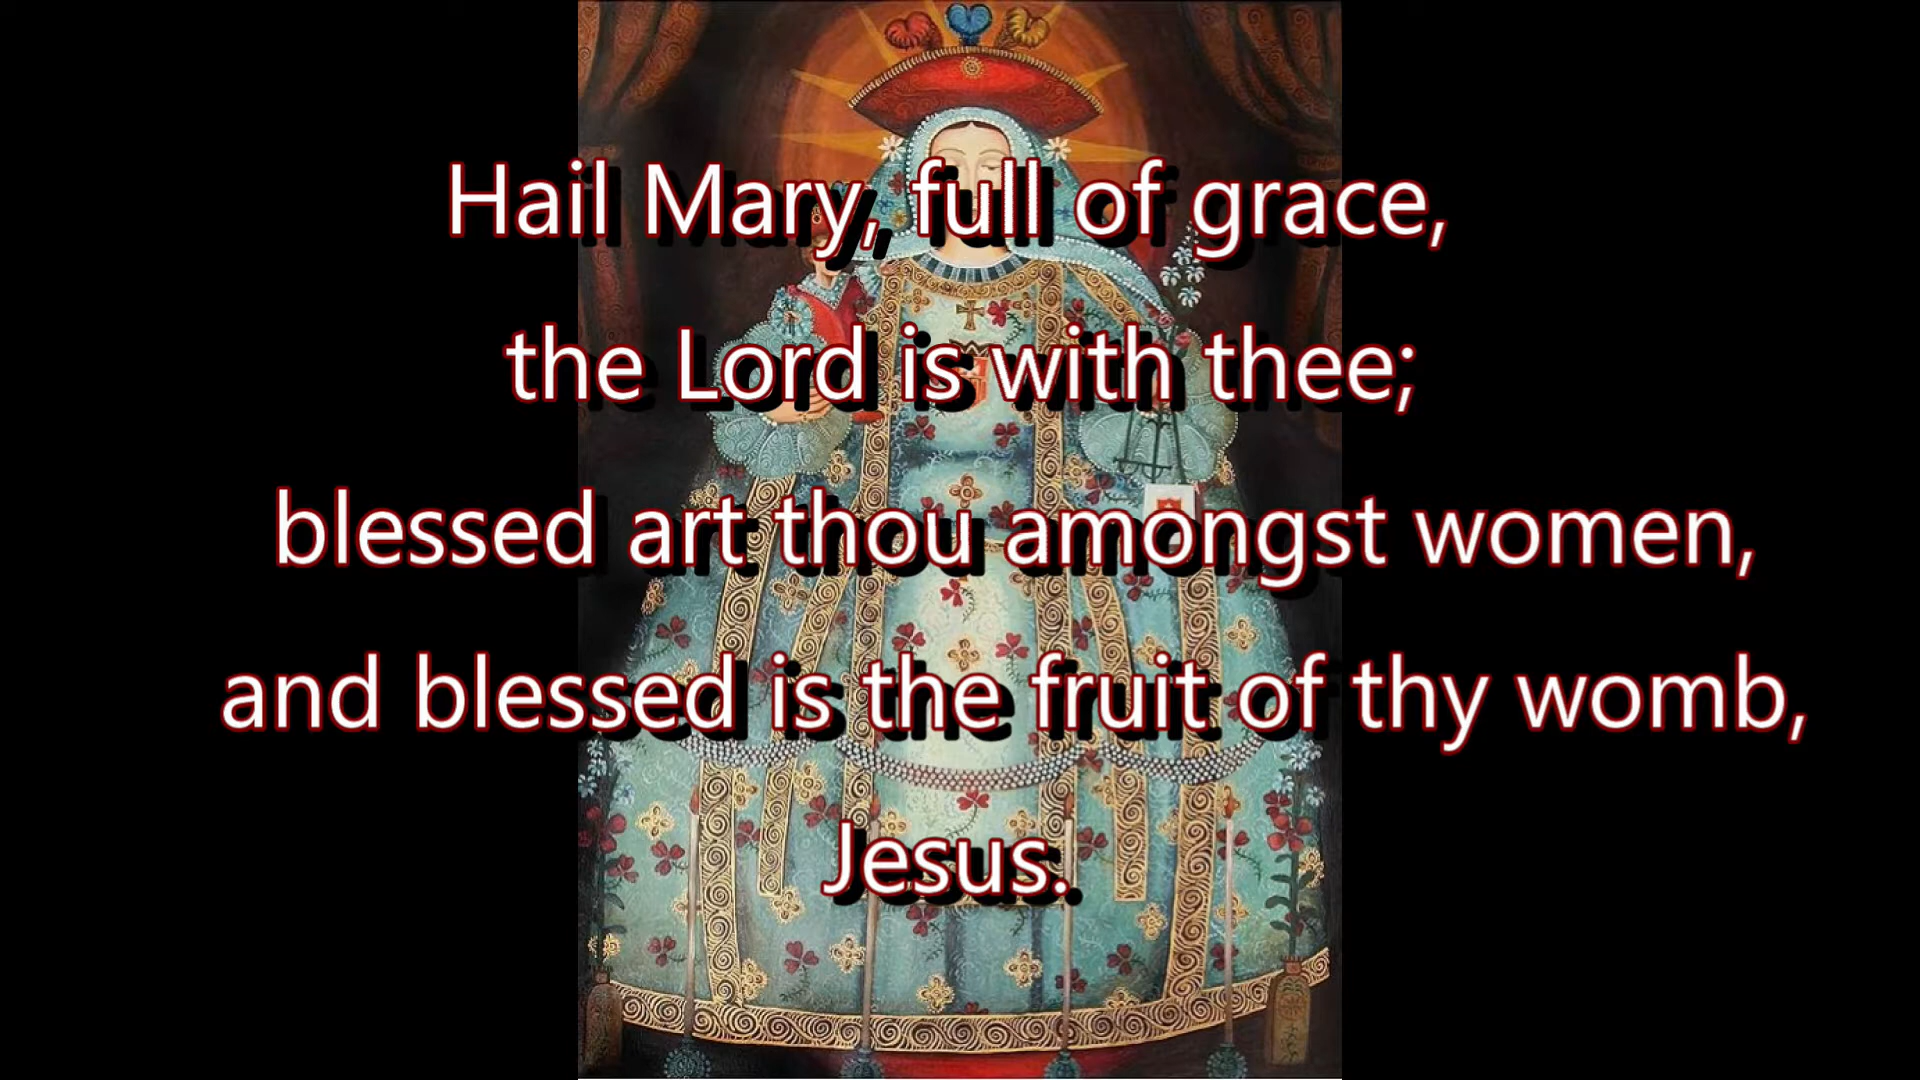 Hail Mary, full of grace,
the Lord is with thee;
blessed art thou amongst women,
and blessed is the fruit of thy womb,
Jesus.